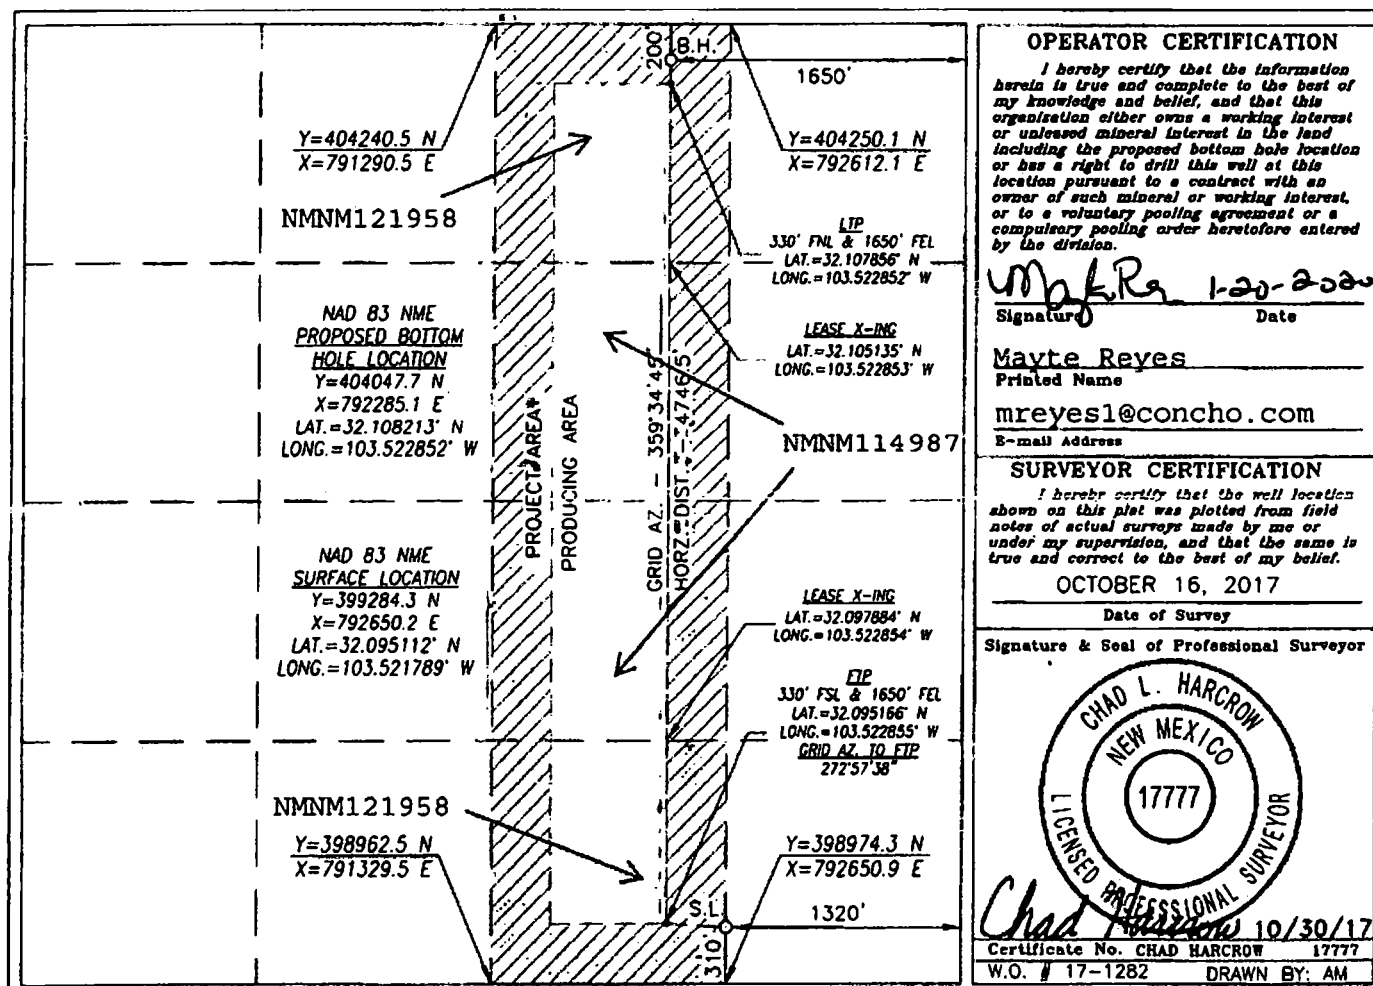 200'
B.H.
1650'
Y=404240.5 N
X=791290.5 E
Y=404250.1 N
X=792612.1 E
NMNM121958
LTP
330' FNL & 1650' FEL
LAT.=32.107856° N
LONG.=103.522852° W
NAD 83 NME
PROPOSED BOTTOM
HOLE LOCATION
Y=404047.7 N
X=792285.1 E
LAT.=32.108213° N
LONG.=103.522852° W
LEASE X-ING
LAT.=32.105135° N
LONG.=103.522853° W
PROJECT AREA
PRODUCING AREA
GRID AZ. - 359°34'45"
HORZ. DIST. - 4746.5'
NMNM114987
NAD 83 NME
SURFACE LOCATION
Y=399284.3 N
X=792650.2 E
LAT.=32.095112° N
LONG.=103.521789° W
LEASE X-ING
LAT.=32.097884° N
LONG.=103.522854° W
FTP
330' FSL & 1650' FEL
LAT.=32.095166° N
LONG.=103.522855° W
GRID AZ. TO FTP
272°57'38"
NMNM121958
Y=398962.5 N
X=791329.5 E
Y=398974.3 N
X=792650.9 E
S.L.
1320'
310'
OPERATOR CERTIFICATION
I hereby certify that the information
herein is true and complete to the best of
my knowledge and belief, and that this
organization either owns a working interest
or unleased mineral interest in the land
including the proposed bottom hole location
or has a right to drill this well at this
location pursuant to a contract with an
owner of such mineral or working interest,
or to a voluntary pooling agreement or a
compulsory pooling order heretofore entered
by the division.
1-20-2020
Signature Date
Mayte Reyes
Printed Name
mreyes1@concho.com
E-mail Address
SURVEYOR CERTIFICATION
I hereby certify that the well location
shown on this plat was plotted from field
notes of actual surveys made by me or
under my supervision, and that the same is
true and correct to the best of my belief.
OCTOBER 16, 2017
Date of Survey
Signature & Seal of Professional Surveyor
CHAD L. HARCROW
NEW MEXICO
17777
LICENSED PROFESSIONAL SURVEYOR
Chad Harcrow 10/30/17
Certificate No. CHAD HARCROW 17777
W.O. # 17-1282 DRAWN BY: AM